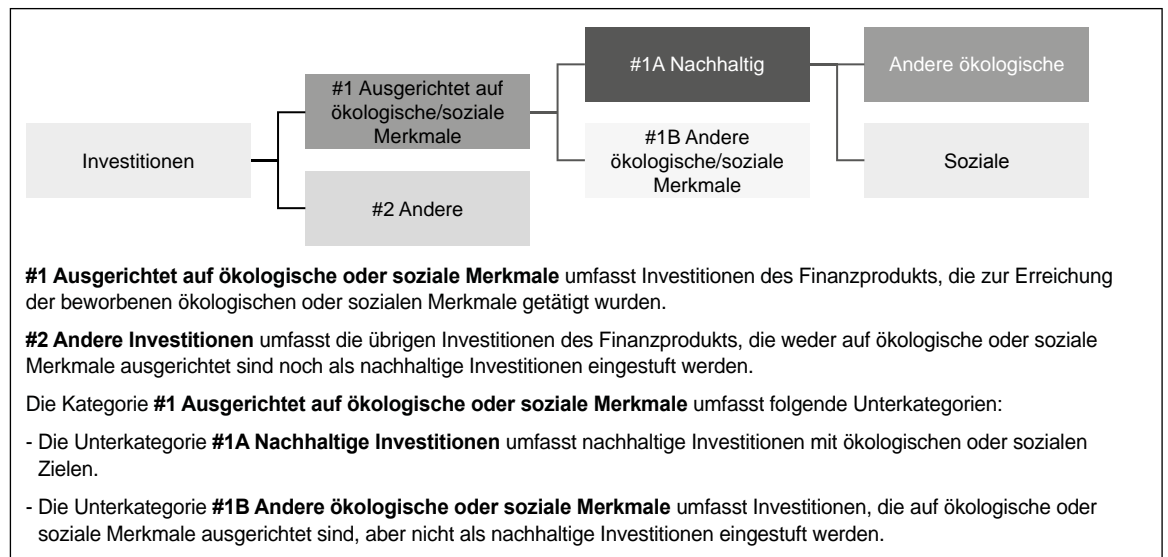 Investitionen
#1 Ausgerichtet auf
ökologische/soziale
Merkmale
#2 Andere
#1A Nachhaltig
#1B Andere
ökologische/soziale
Merkmale
Andere ökologische
Soziale
#1 Ausgerichtet auf ökologische oder soziale Merkmale umfasst Investitionen des Finanzprodukts, die zur Erreichung
der beworbenen ökologischen oder sozialen Merkmale getätigt wurden.
#2 Andere Investitionen umfasst die übrigen Investitionen des Finanzprodukts, die weder auf ökologische oder soziale
Merkmale ausgerichtet sind noch als nachhaltige Investitionen eingestuft werden.
Die Kategorie #1 Ausgerichtet auf ökologische oder soziale Merkmale umfasst folgende Unterkategorien:
- Die Unterkategorie #1A Nachhaltige Investitionen umfasst nachhaltige Investitionen mit ökologischen oder sozialen
Zielen.
- Die Unterkategorie #1B Andere ökologische oder soziale Merkmale umfasst Investitionen, die auf ökologische oder
soziale Merkmale ausgerichtet sind, aber nicht als nachhaltige Investitionen eingestuft werden.